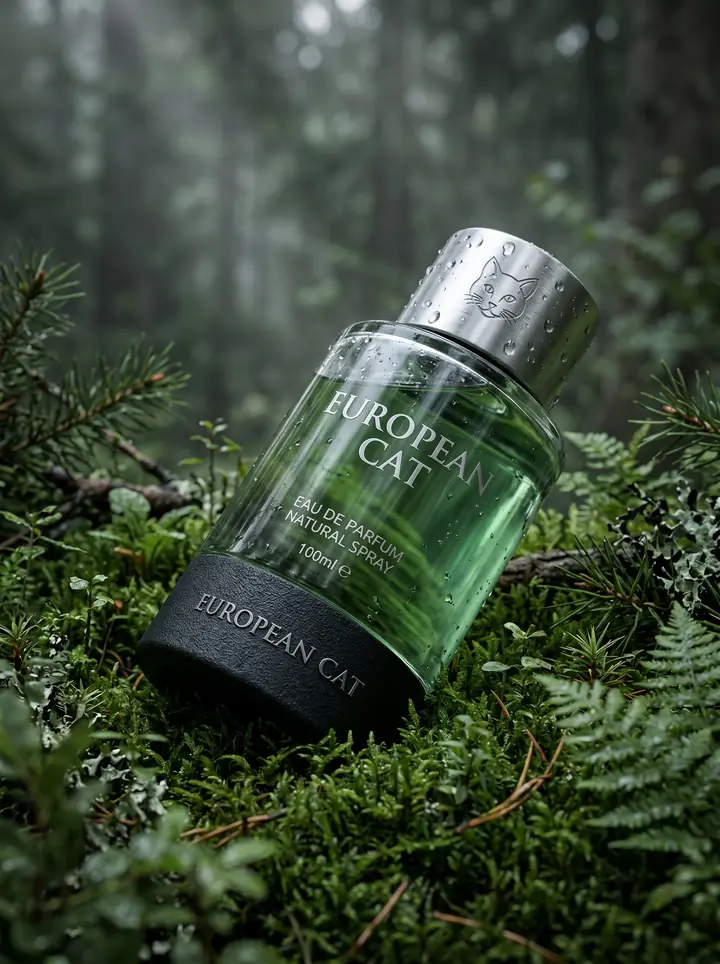 EUROPEAN
CAT
EAU DE PARFUM
NATURAL SPRAY
100ml ℮
EUROPEAN CAT